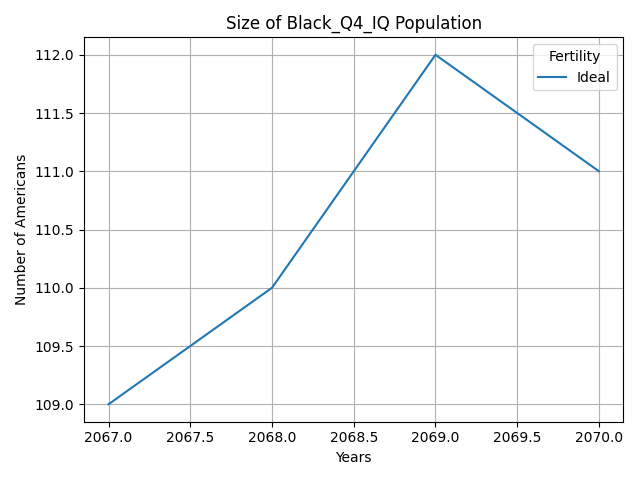 Size of Black_Q4_IQ Population
Fertility
Ideal
Number of Americans
112.0
111.5
111.0
110.5
110.0
109.5
109.0
2067.0 2067.5 2068.0 2068.5 2069.0 2069.5 2070.0
Years